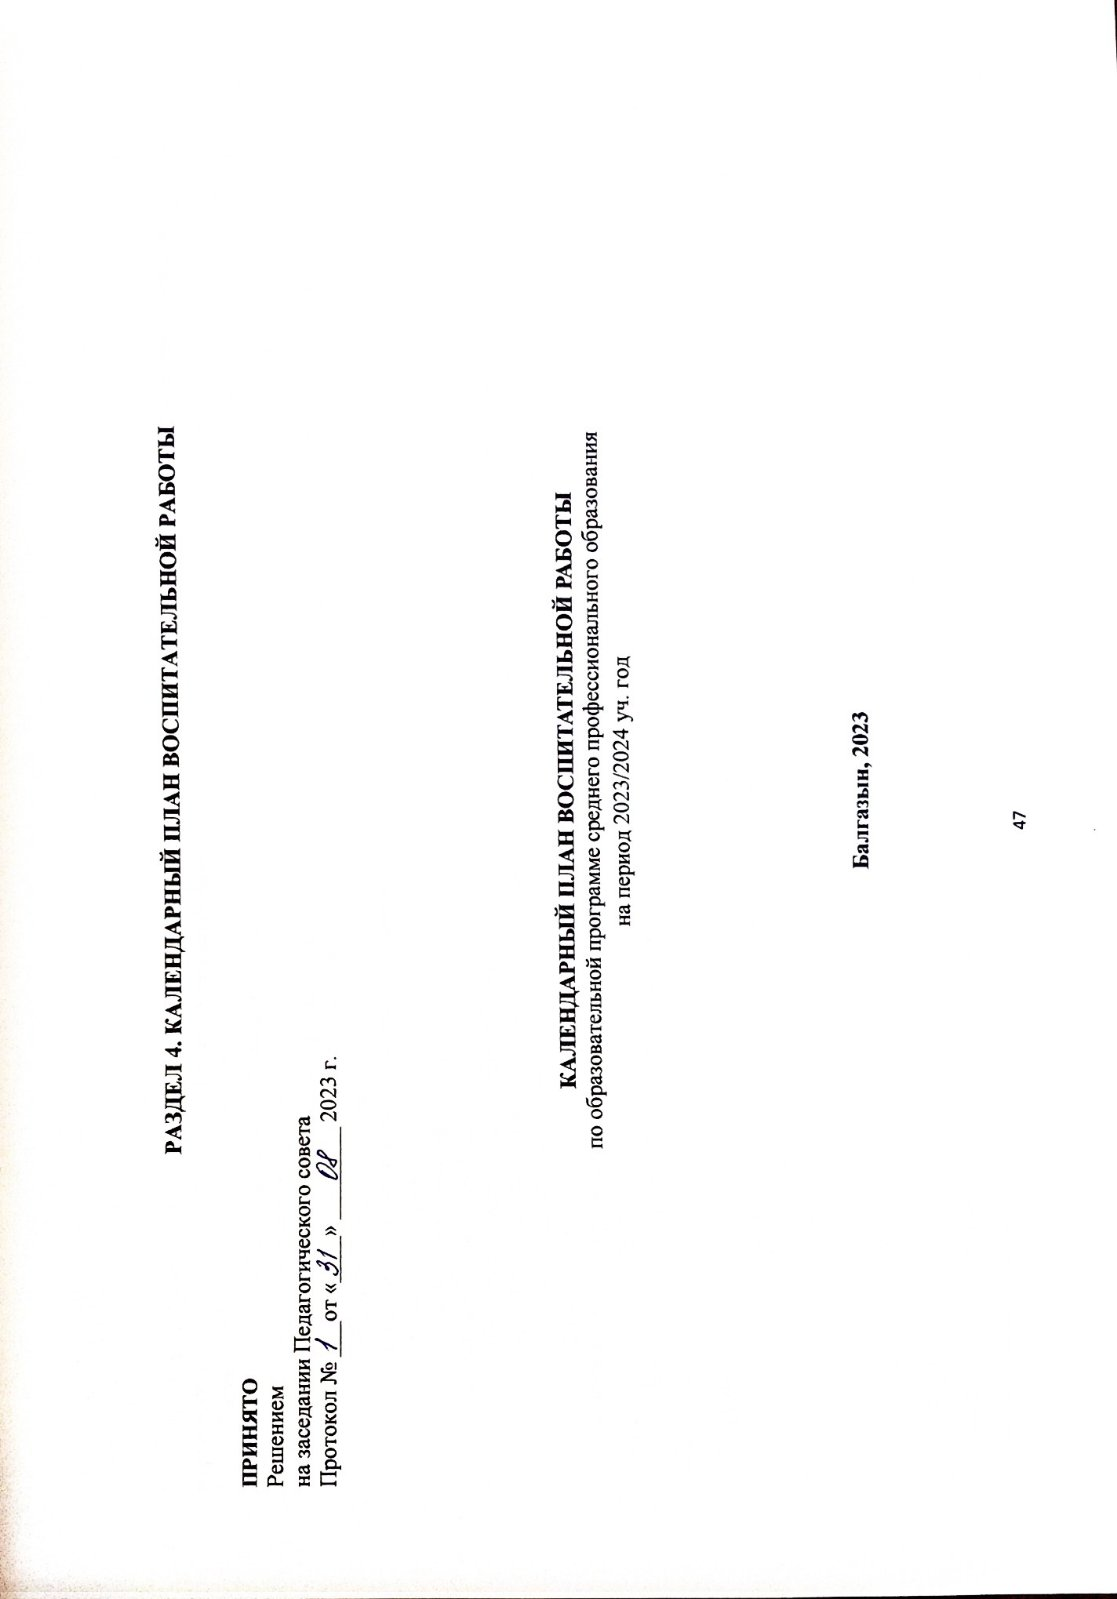 РАЗДЕЛ 4. КАЛЕНДАРНЫЙ ПЛАН ВОСПИТАТЕЛЬНОЙ РАБОТЫ
ПРИНЯТО
Решением
на заседании Педагогического совета
Протокол № 1 от « 31 » 08 2023 г.
КАЛЕНДАРНЫЙ ПЛАН ВОСПИТАТЕЛЬНОЙ РАБОТЫ
по образовательной программе среднего профессионального образования
на период 2023/2024 уч. год
Балгазын, 2023
47